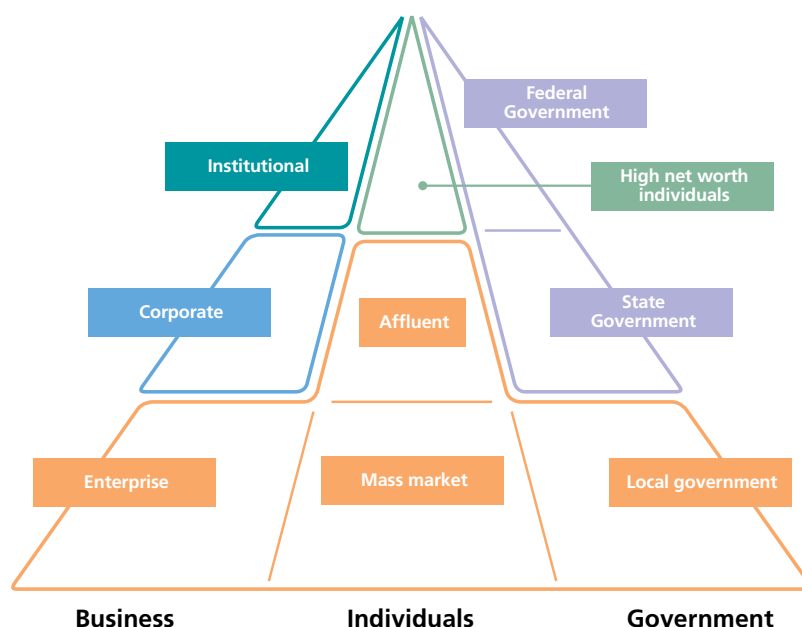 Federal
Government
Institutional
High net worth
individuals
Corporate
Affluent
State
Government
Enterprise
Mass market
Local government
Business
Individuals
Government